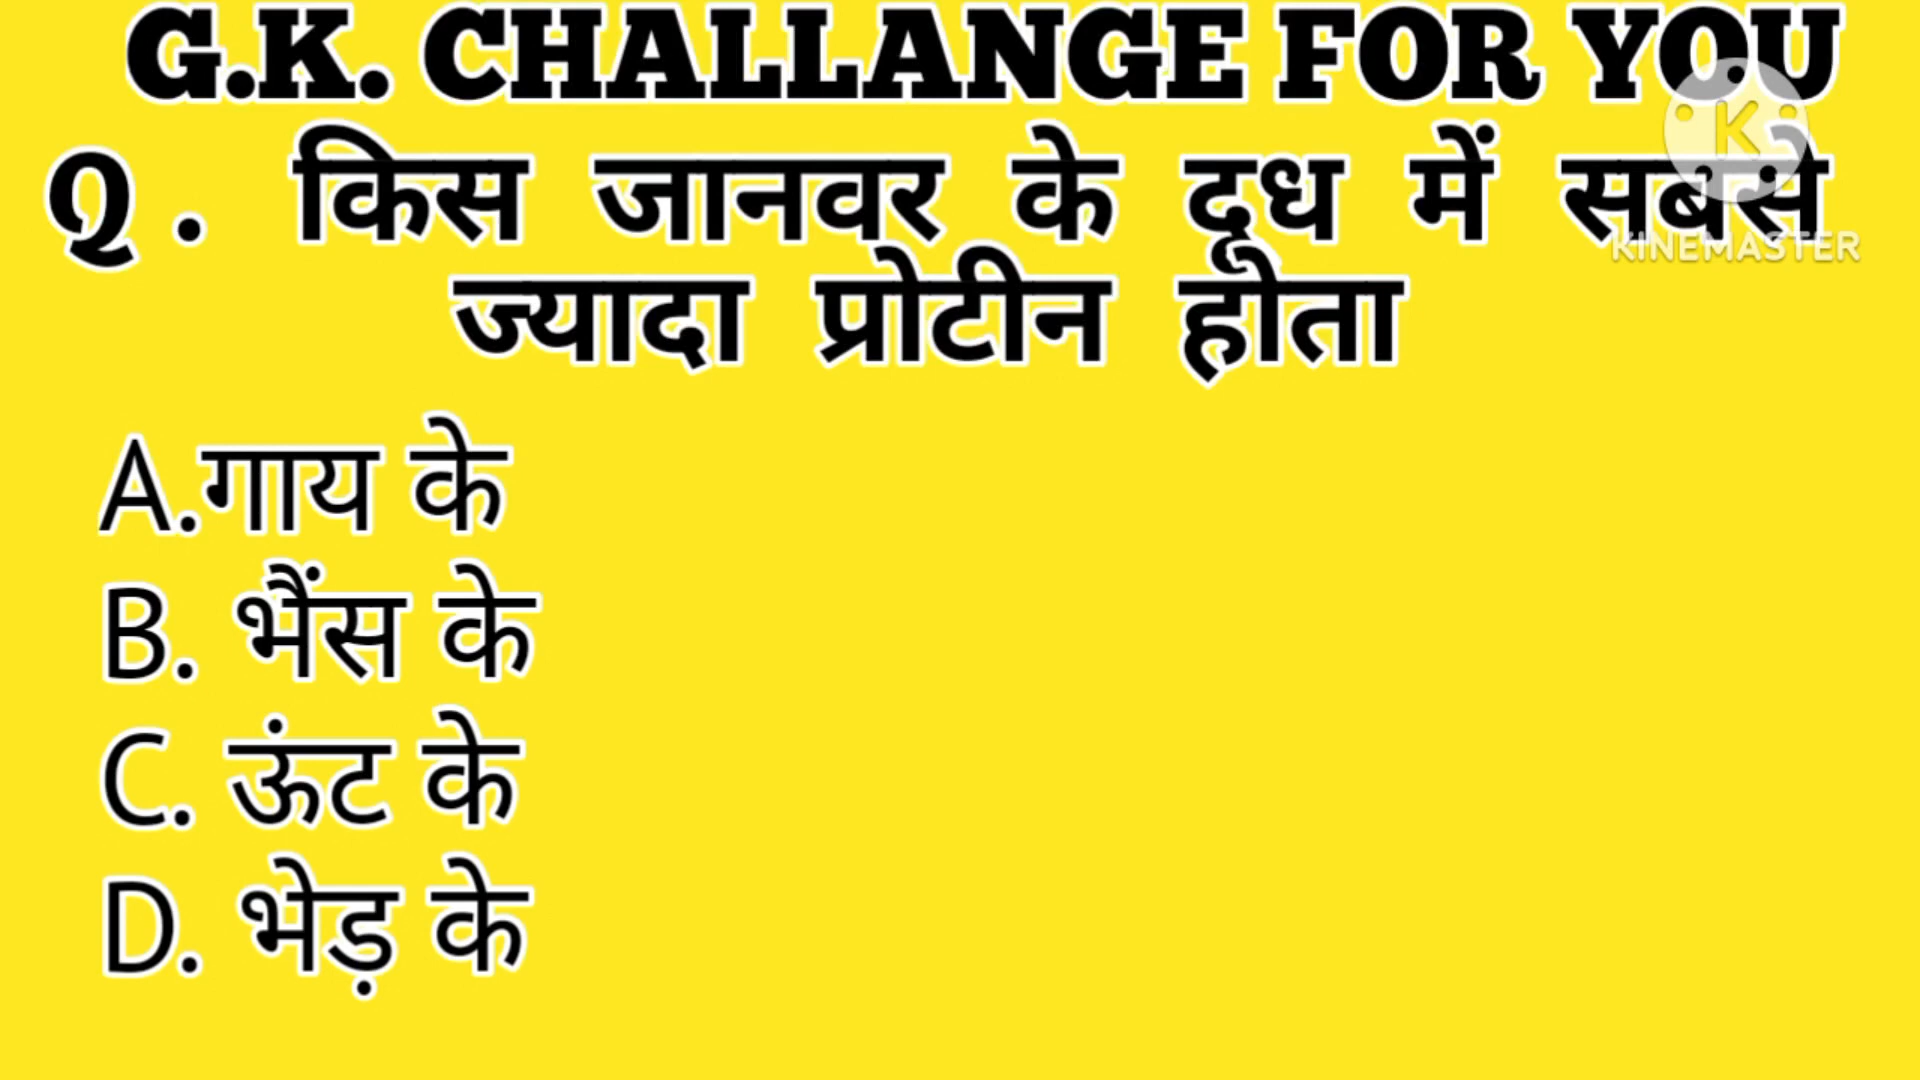 G.K. CHALLANGE FOR YOU
Q . किस जानवर के दूध में सबसे
ज्यादा प्रोटीन होता
A.गाय के
B. भैंस के
C. ऊंट के
D. भेड़ के
K
KINEMASTER